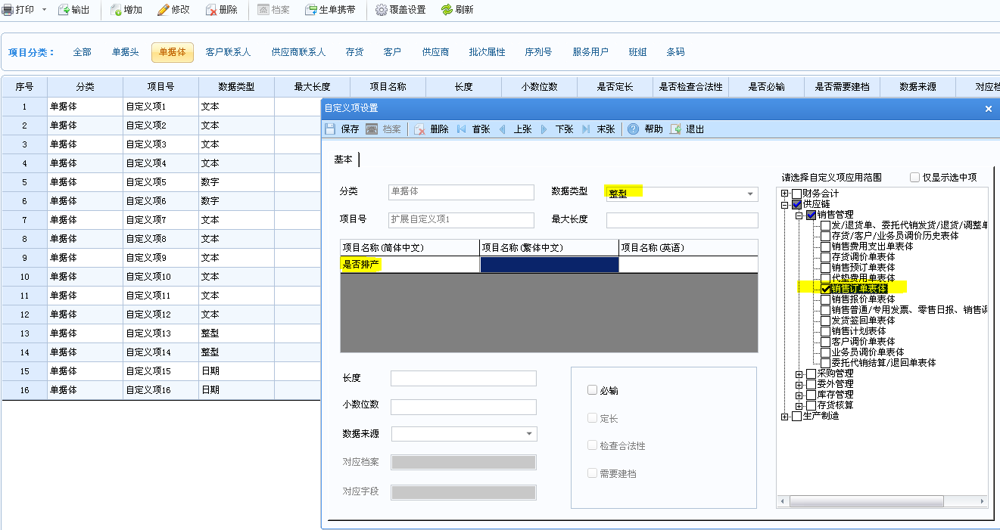 打印 输出 增加 修改 删除 档案 生单携带 覆盖设置 刷新
项目分类： 全部 单据头 单据体 客户联系人 供应商联系人 存货 客户 供应商 批次属性 序列号 服务用户 班组 条码
序号 分类 项目号 数据类型 最大长度 项目名称 长度 小数位数 是否定长 是否检查合法性 是否必输 是否需要建档 数据来源 对应档
1 单据体 自定义项1 文本
2 单据体 自定义项2 文本
3 单据体 自定义项3 文本
4 单据体 自定义项4 文本
5 单据体 自定义项5 数字
6 单据体 自定义项6 数字
7 单据体 自定义项7 文本
8 单据体 自定义项8 文本
9 单据体 自定义项9 文本
10 单据体 自定义项10 文本
11 单据体 自定义项11 文本
12 单据体 自定义项12 文本
13 单据体 自定义项13 整型
14 单据体 自定义项14 整型
15 单据体 自定义项15 日期
16 单据体 自定义项16 日期
自定义项设置
保存 档案 删除 首张 上张 下张 末张 帮助 退出
基本
分类 单据体 数据类型 整型
项目号 扩展自定义项1 最大长度
项目名称(简体中文) 项目名称(繁体中文) 项目名称(英语)
是否排产
长度
小数位数
数据来源
对应档案
对应字段
必输
定长
检查合法性
需要建档
请选择自定义项应用范围 仅显示选中项
财务会计
供应链
销售管理
发/退货单、委托代销发货/退货/调整单
存货/客户/业务员调价历史表体
销售费用支出单表体
存货调价单表体
销售预订单表体
代垫费用单表体
销售订单表体
销售报价单表体
销售普通/专用发票、零售日报、销售调
发货签回单表体
销售计划表体
客户调价单表体
业务员调价单表体
委托代销结算/退回单表体
采购管理
委外管理
库存管理
存货核算
生产制造